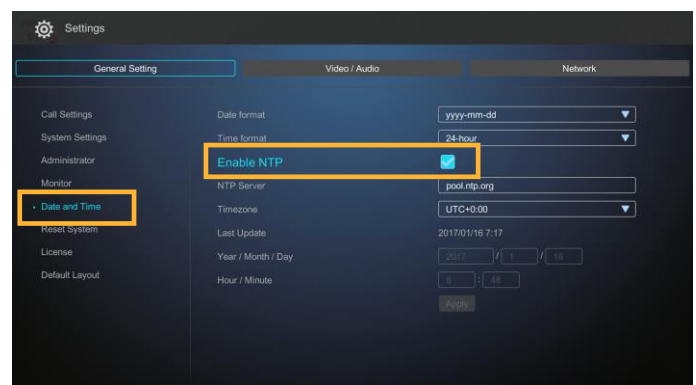 Settings
General Setting Video / Audio Network
Call Settings Date format yyyy-mm-dd
System Settings Time format 24-hour
Administrator Enable NTP
Monitor NTP Server pool.ntp.org
Date and Time Timezone UTC+0:00
Reset System Last Update 2017/01/16 7:17
License Year / Month / Day 2017 / 1 / 16
Default Layout Hour / Minute 8 : 48
Apply